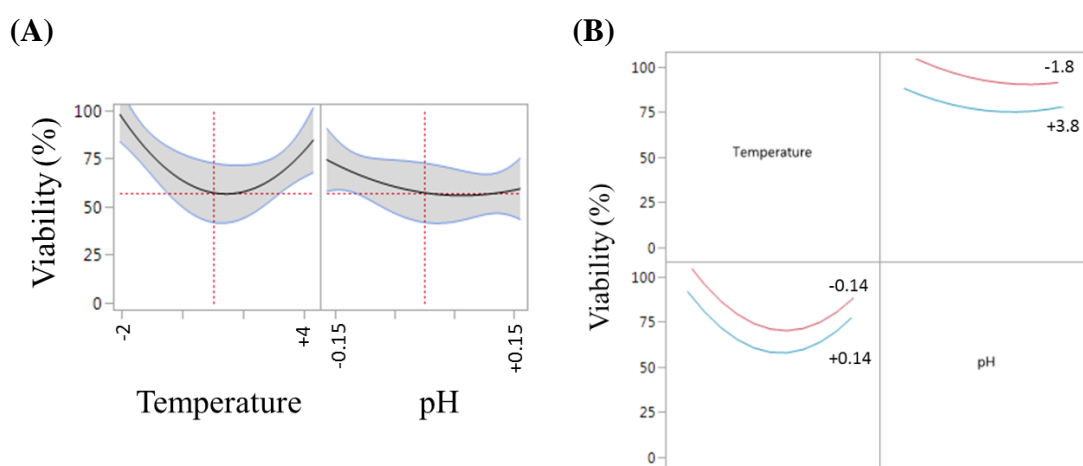 (A)
Viability (%)
100
75
50
25
0
-2
+4
-0.15
+0.15
Temperature
pH
(B)
Viability (%)
100
75
50
25
0
Temperature
-1.8
+3.8
100
75
50
25
0
-0.14
+0.14
pH